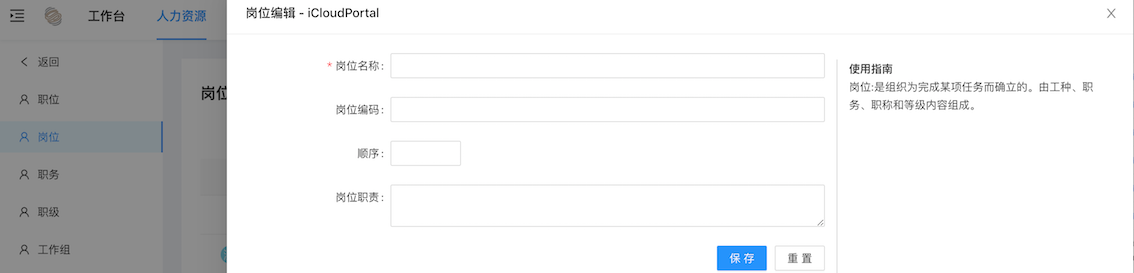 工作台
人力资源
岗位编辑 - iCloudPortal
返回
职位
岗位
职务
职级
工作组
岗位
* 岗位名称:
岗位编码:
顺序:
岗位职责:
保 存
重 置
使用指南
岗位:是组织为完成某项任务而确立的。由工种、职
务、职称和等级内容组成。